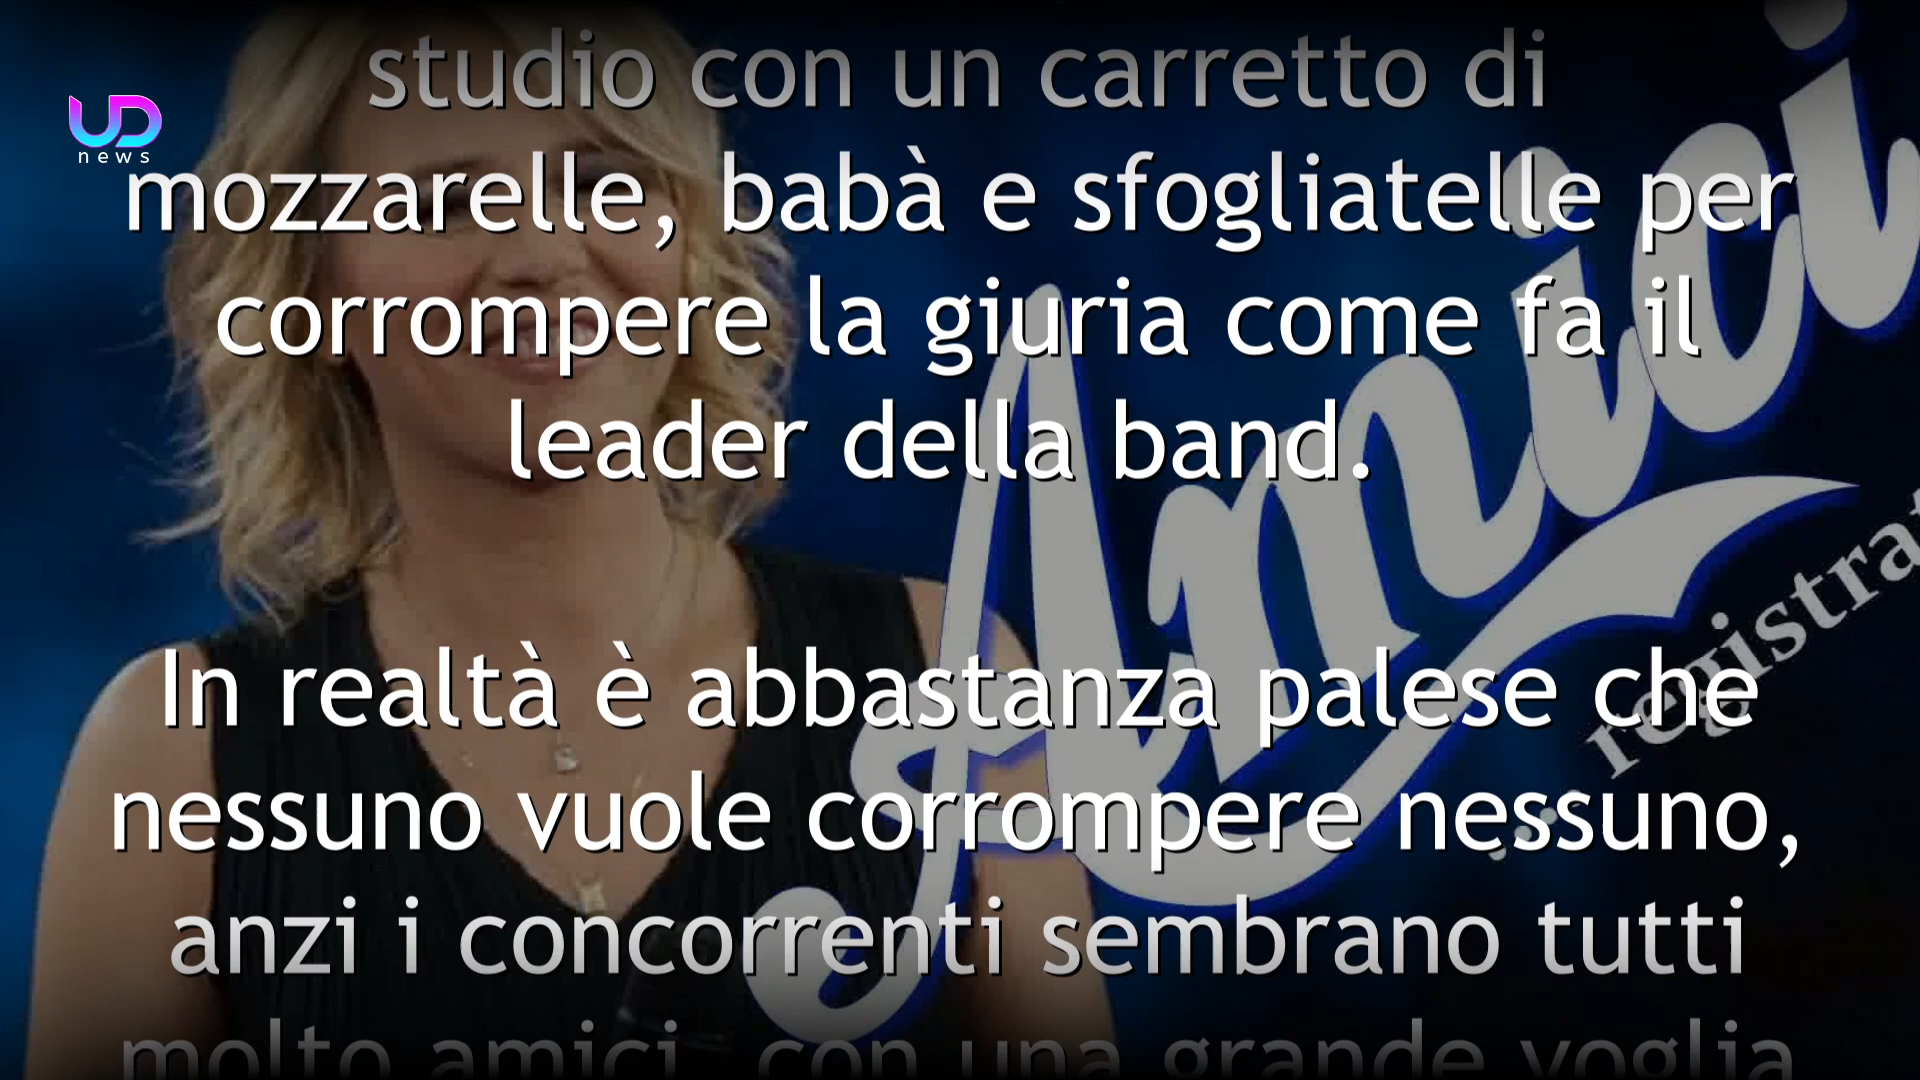 UD
news
studio con un carretto di
mozzarelle, babà e sfogliatelle per
corrompere la giuria come fa il
leader della band.
In realtà è abbastanza palese che
nessuno vuole corrompere nessuno,
anzi i concorrenti sembrano tutti
molto amici, con una grande voglia
Amici